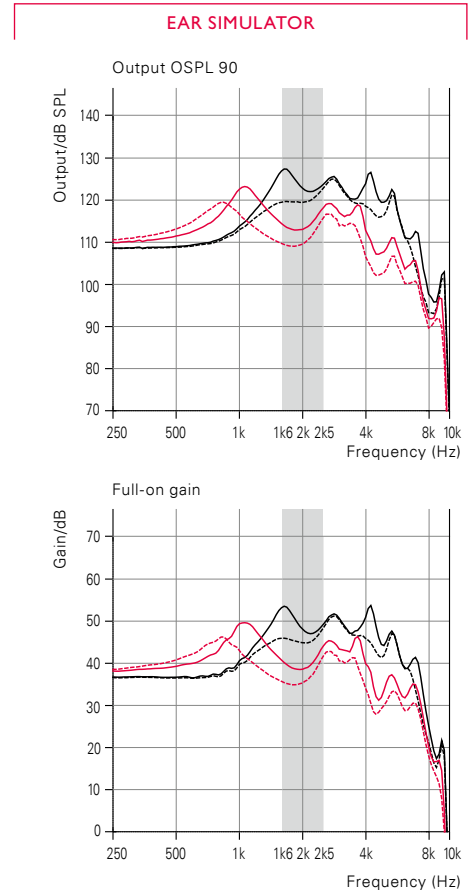 EAR SIMULATOR
Output OSPL 90
Output/dB SPL
140
130
120
110
100
90
80
70
250 500 1k 1k6 2k 2k5 4k 8k 10k
Frequency (Hz)
Full-on gain
Gain/dB
70
60
50
40
30
20
10
0
250 500 1k 1k6 2k 2k5 4k 8k 10k
Frequency (Hz)